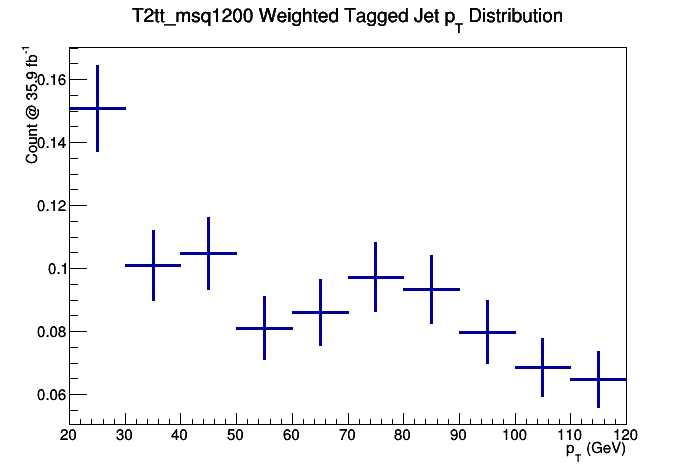 T2tt_msq1200 Weighted Tagged Jet p_T Distribution
Count @ 35.9 fb^-1
0.16
0.14
0.12
0.1
0.08
0.06
20 30 40 50 60 70 80 90 100 110 120
p_T (GeV)